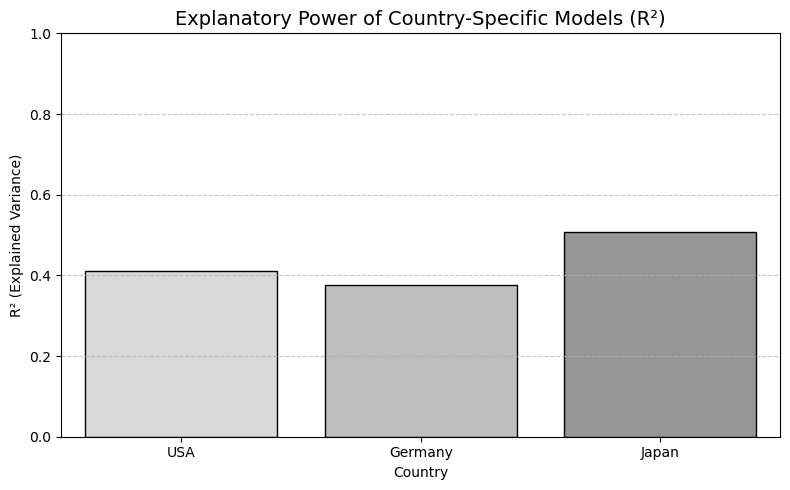 Explanatory Power of Country-Specific Models (R²)
1.0
0.8
0.6
0.4
0.2
0.0
R² (Explained Variance)
USA Germany Japan
Country